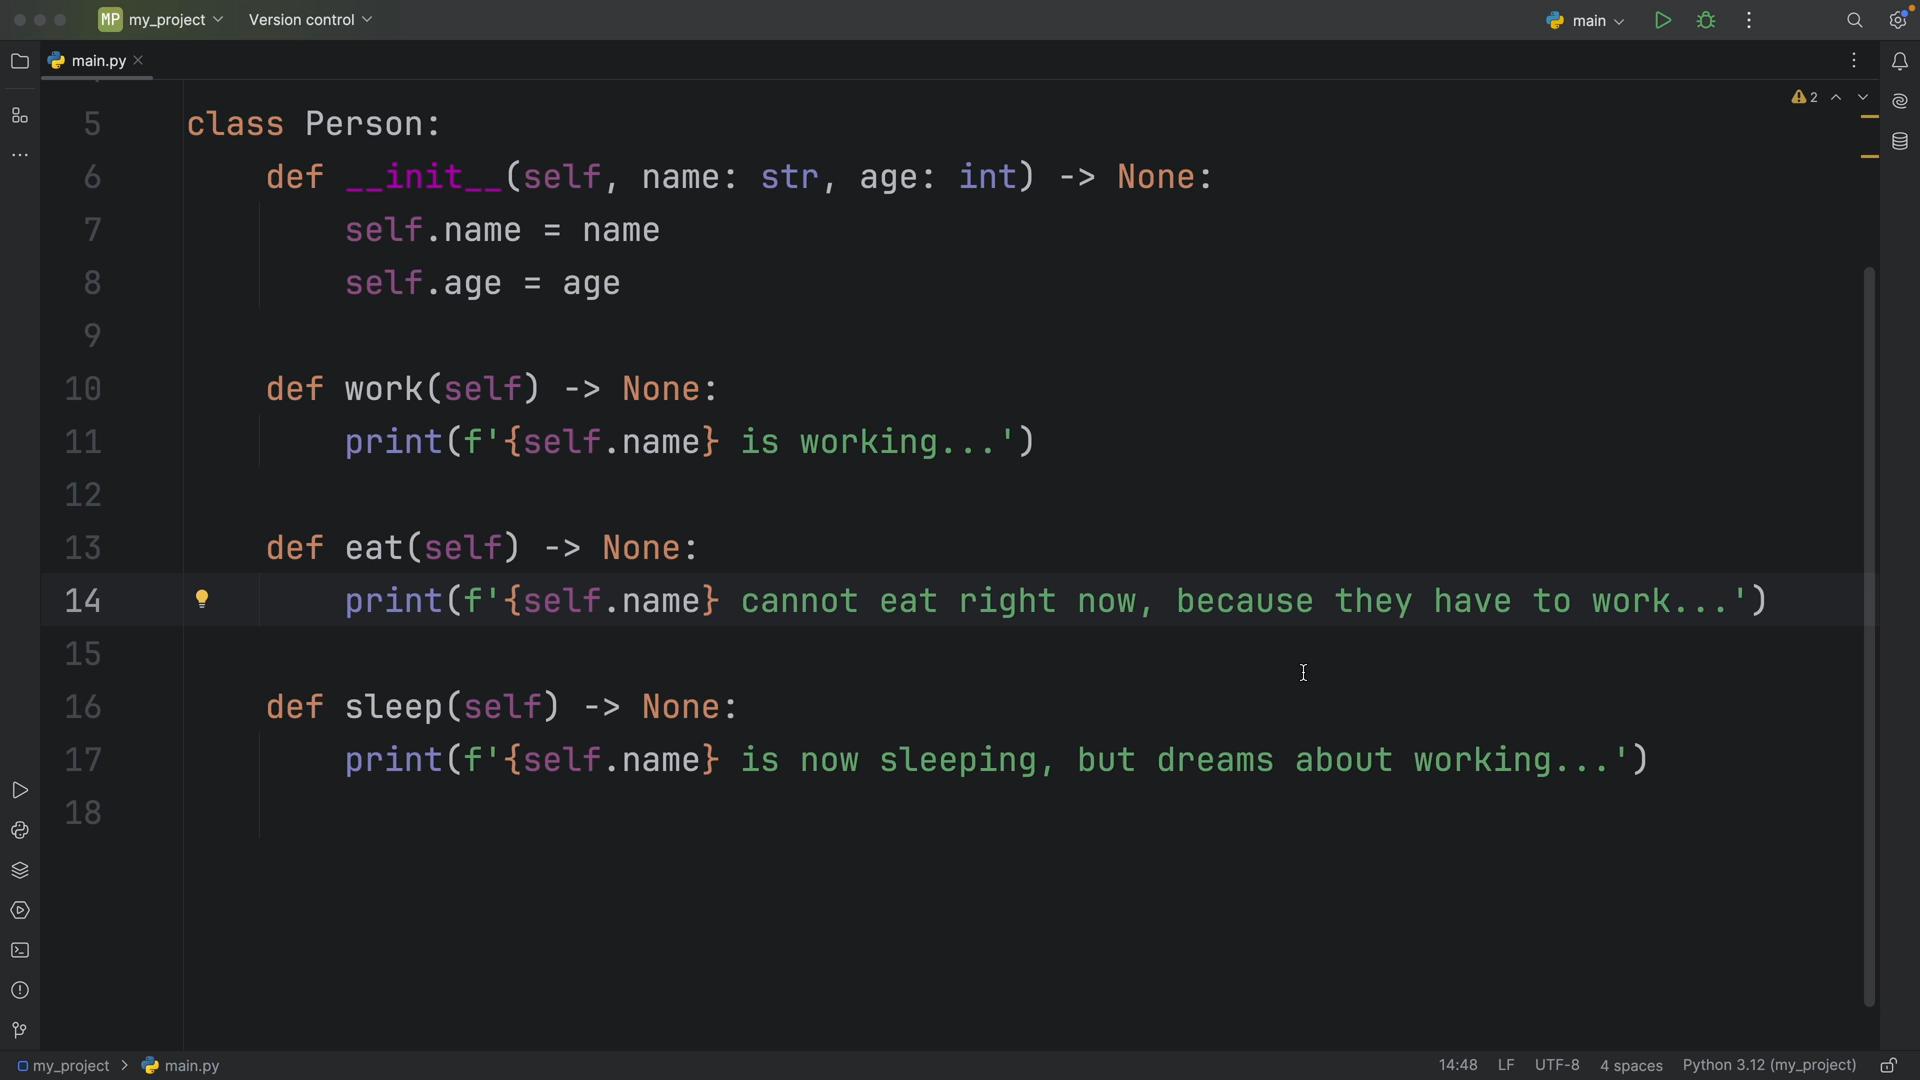 MP my_project Version control main
main.py
2
5 class Person:
6 def __init__(self, name: str, age: int) -> None:
7 self.name = name
8 self.age = age
9
10 def work(self) -> None:
11 print(f'{self.name} is working...')
12
13 def eat(self) -> None:
14 print(f'{self.name} cannot eat right now, because they have to work...')
15
16 def sleep(self) -> None:
17 print(f'{self.name} is now sleeping, but dreams about working...')
18
my_project > main.py 14:48 LF UTF-8 4 spaces Python 3.12 (my_project)